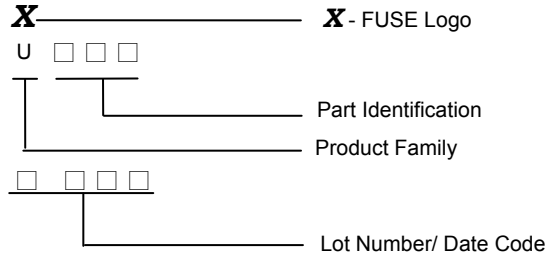 X X - FUSE Logo
U □ □ □
Part Identification
Product Family
□ □ □ □
Lot Number/ Date Code